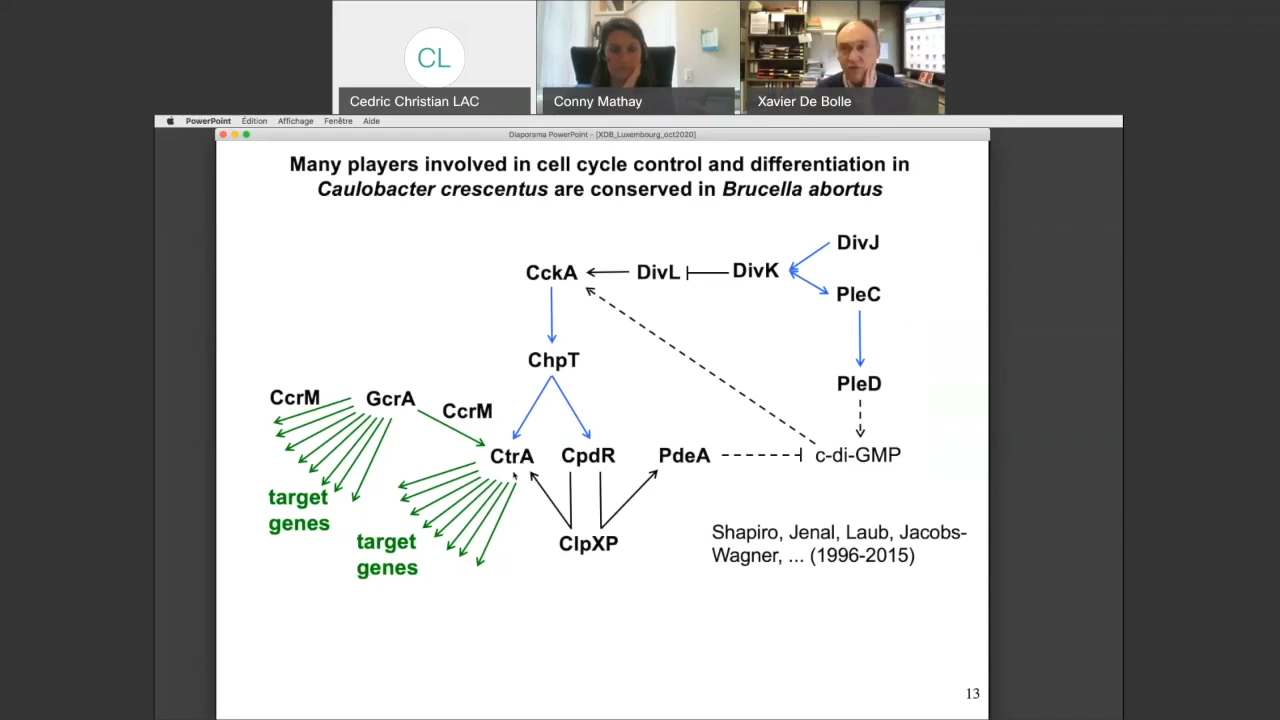 CL
Cedric Christian LAC
Conny Mathay
Xavier De Bolle
PowerPoint Édition Affichage Fenêtre Aide
Diaporama PowerPoint - [XDB_Luxembourg_oct2020]
Many players involved in cell cycle control and differentiation in
Caulobacter crescentus are conserved in Brucella abortus
DivJ
CckA DivL DivK
PleC
ChpT
PleD
CcrM GcrA CcrM
CtrA CpdR PdeA c-di-GMP
target
genes
target
genes
ClpXP
Shapiro, Jenal, Laub, Jacobs-
Wagner, ... (1996-2015)
13